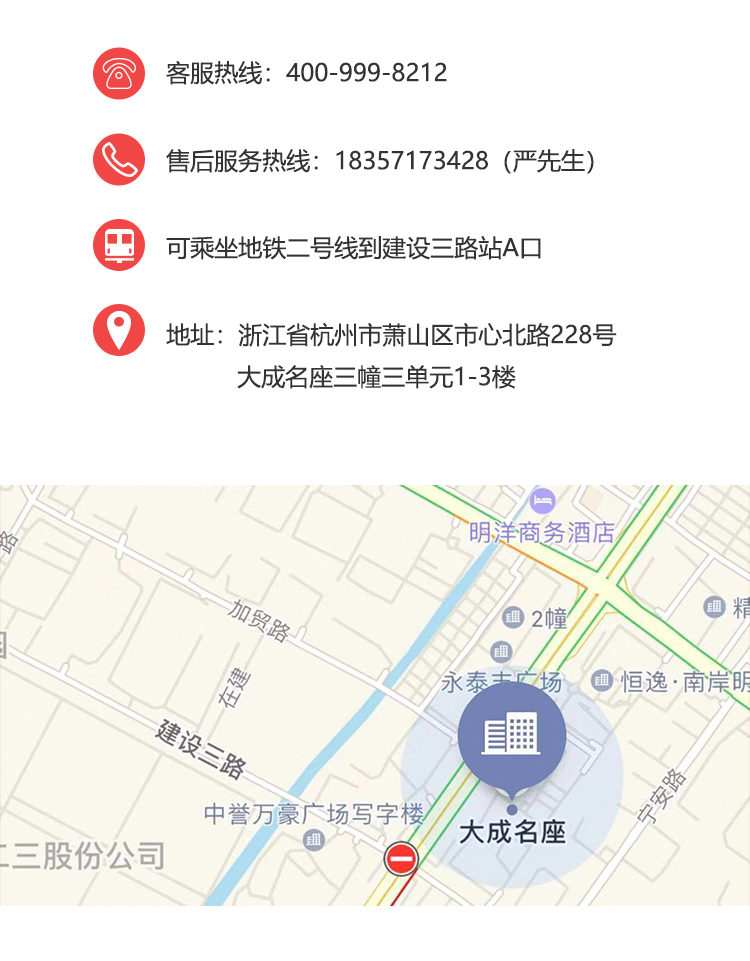 客服热线：400-999-8212
售后服务热线：18357173428（严先生）
可乘坐地铁二号线到建设三路站A口
地址：浙江省杭州市萧山区市心北路228号
大成名座三幢三单元1-3楼
明洋商务酒店
路
加贸路
2幢
精
永泰丰广场
恒逸·南岸明
在建
建设三路
宁安路
中誉万豪广场写字楼
大成名座
二三股份公司